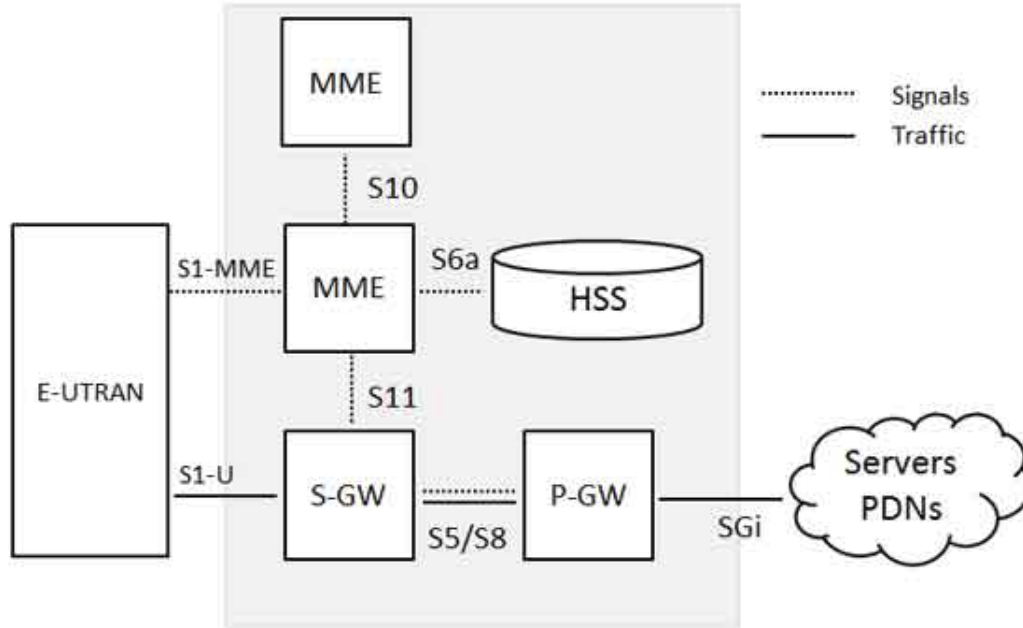 MME
Signals
Traffic
S10
S1-MME
MME
S6a
HSS
E-UTRAN
S11
S1-U
S-GW
S5/S8
P-GW
SGi
Servers
PDNs